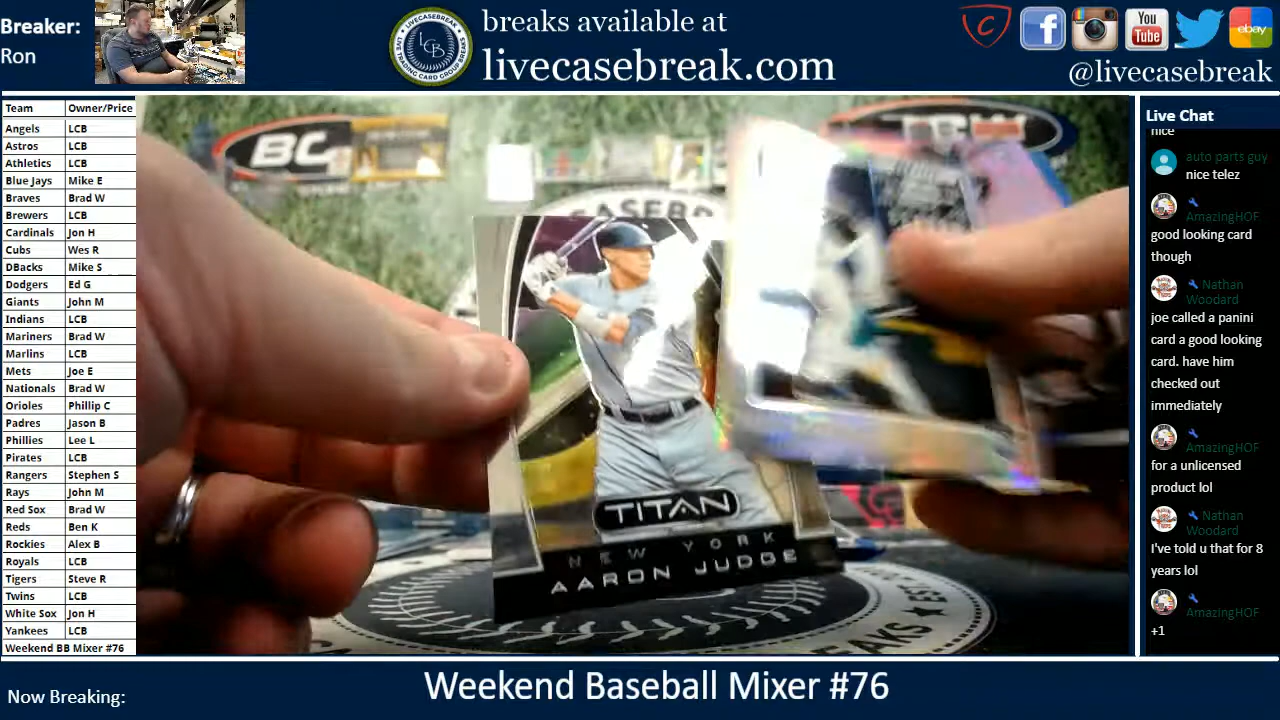 Breaker:
Ron
LCB
breaks available at
livecasebreak.com
You
Tube
ebay
@livecasebreak
Team Owner/Price
Angels LCB
Astros LCB
Athletics LCB
Blue Jays Mike E
Braves Brad W
Brewers LCB
Cardinals Jon H
Cubs Wes R
DBacks Mike S
Dodgers Ed G
Giants John M
Indians LCB
Mariners Brad W
Marlins LCB
Mets Joe E
Nationals Brad W
Orioles Phillip C
Padres Jason B
Phillies Lee L
Pirates LCB
Rangers Stephen S
Rays John M
Red Sox Brad W
Reds Ben K
Rockies Alex B
Royals LCB
Tigers Steve R
Twins LCB
White Sox Jon H
Yankees LCB
Weekend BB Mixer #76
BC
TITAN
NEW YORK
AARON JUDGE
Live Chat
nice
auto parts guy
nice telez
AmazingHOF
good looking card
though
Nathan
Woodard
joe called a panini
card a good looking
card. have him
checked out
immediately
AmazingHOF
for a unlicensed
product lol
Nathan
Woodard
I've told u that for 8
years lol
AmazingHOF
+1
Now Breaking:
Weekend Baseball Mixer #76